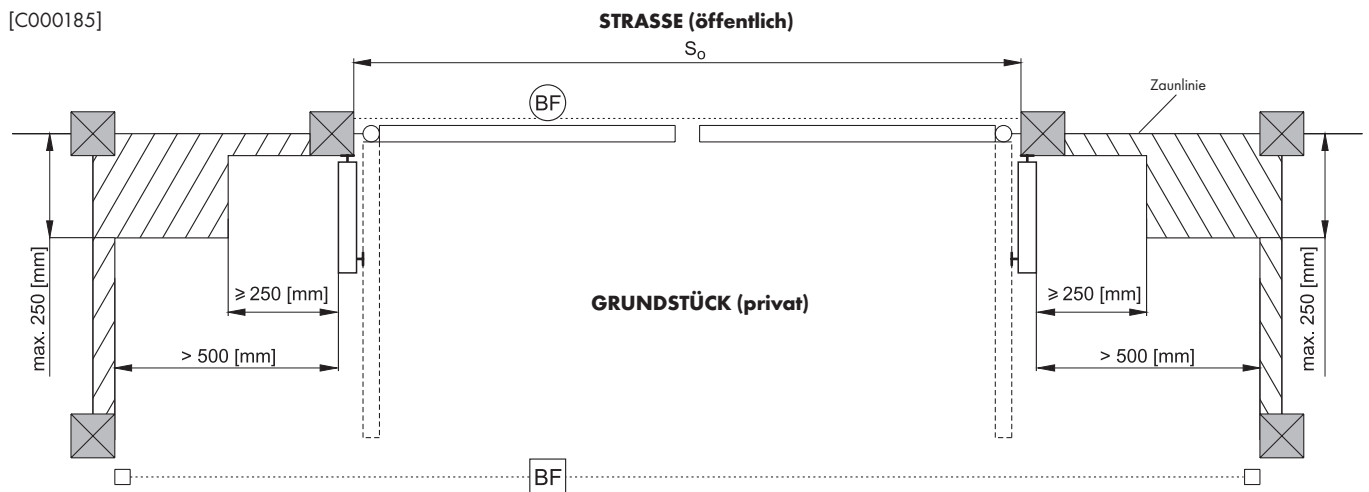 [C000185]
STRASSE (öffentlich)
So
BF
Zaunlinie
max. 250 [mm]
≥ 250 [mm]
> 500 [mm]
GRUNDSTÜCK (privat)
≥ 250 [mm]
> 500 [mm]
max. 250 [mm]
BF